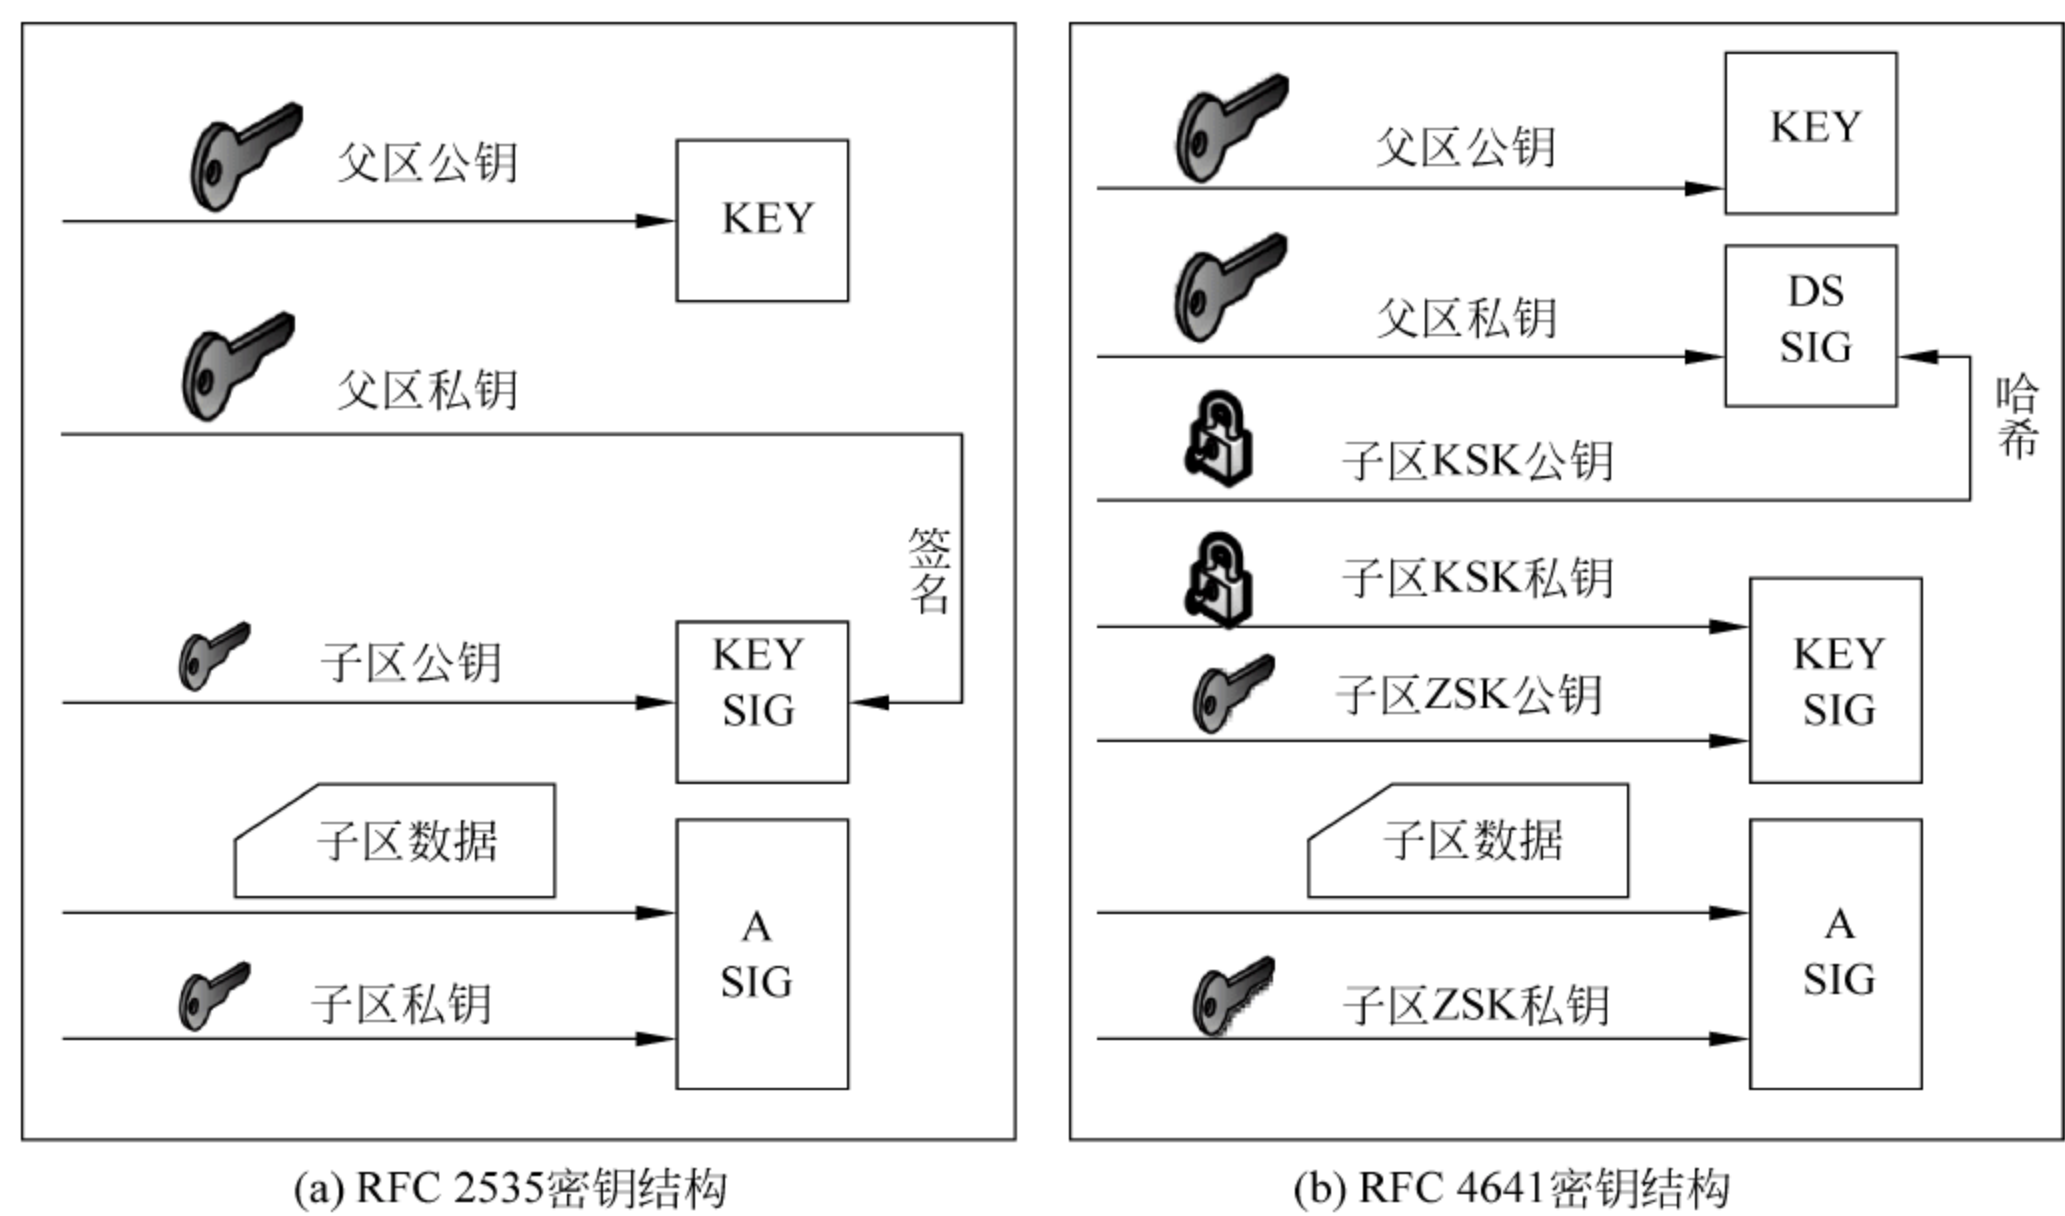 父区公钥
KEY
父区私钥
签名
子区公钥
KEY
SIG
子区数据
A
SIG
子区私钥
(a) RFC 2535密钥结构
父区公钥
KEY
父区私钥
DS
SIG
哈希
子区KSK公钥
子区KSK私钥
KEY
SIG
子区ZSK公钥
子区数据
A
SIG
子区ZSK私钥
(b) RFC 4641密钥结构